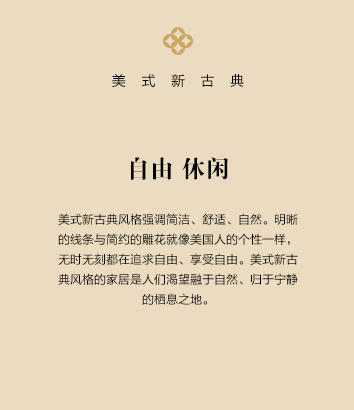 美式新古典
自由 休闲
美式新古典风格强调简洁、舒适、自然。明晰
的线条与简约的雕花就像美国人的个性一样，
无时无刻都在追求自由、享受自由。美式新古
典风格的家居是人们渴望融于自然、归于宁静
的栖息之地。